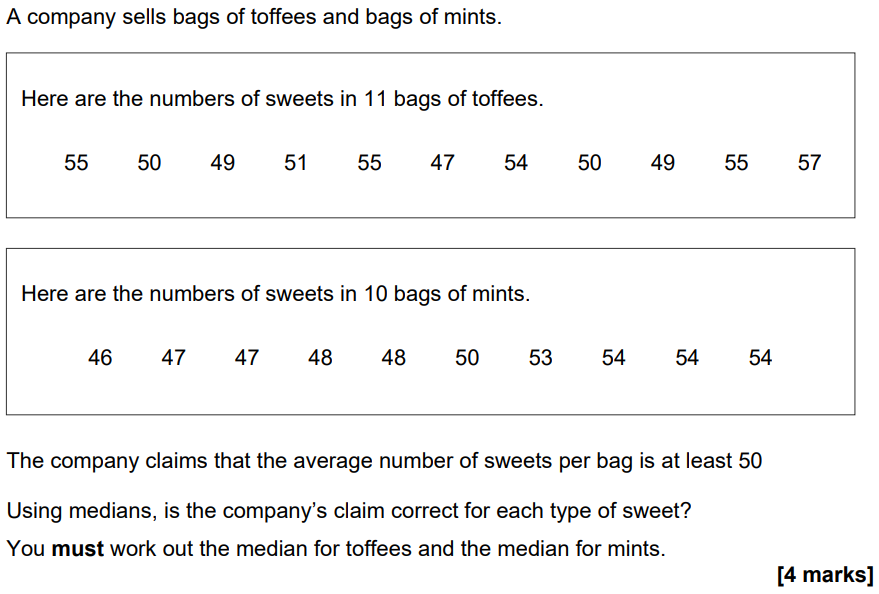 A company sells bags of toffees and bags of mints.
Here are the numbers of sweets in 11 bags of toffees.
55 50 49 51 55 47 54 50 49 55 57
Here are the numbers of sweets in 10 bags of mints.
46 47 47 48 48 50 53 54 54 54
The company claims that the average number of sweets per bag is at least 50
Using medians, is the company’s claim correct for each type of sweet?
You must work out the median for toffees and the median for mints.
[4 marks]